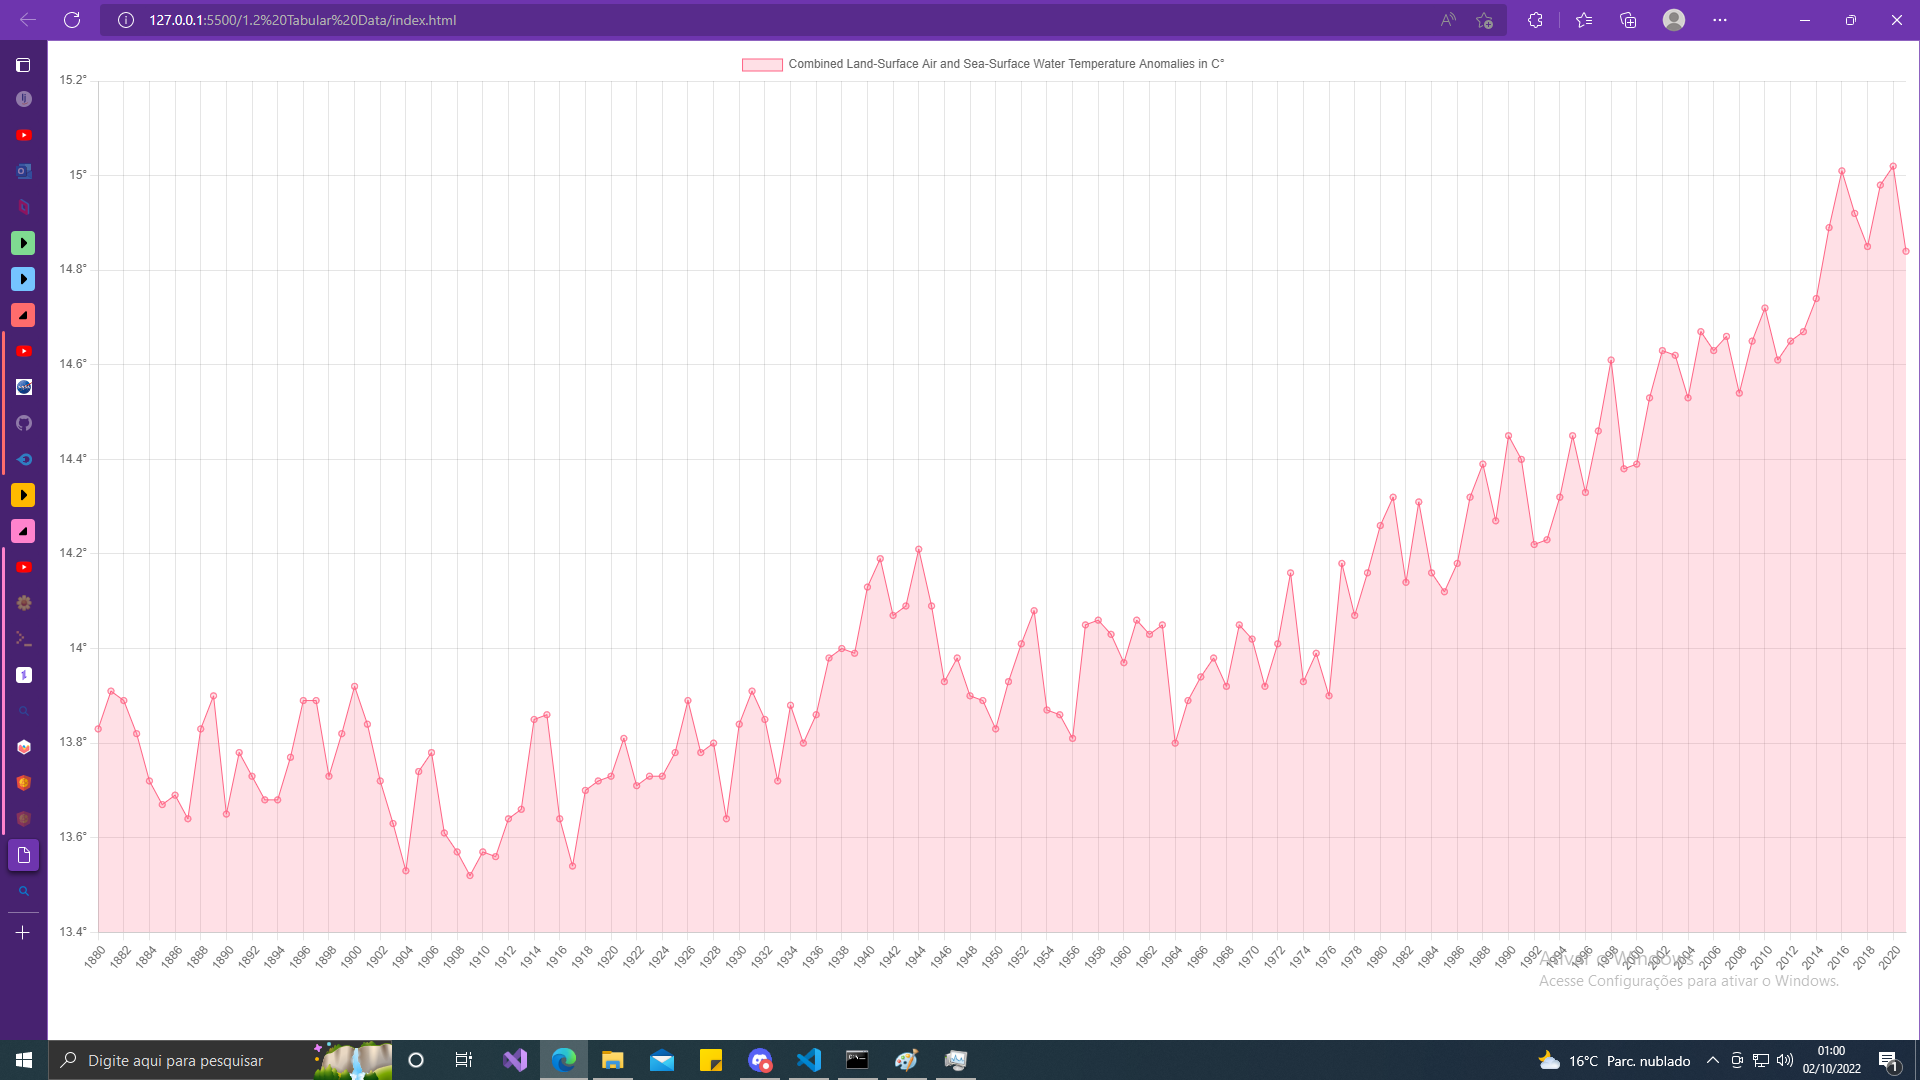 127.0.0.1:5500/1.2%20Tabular%20Data/index.html
Combined Land-Surface Air and Sea-Surface Water Temperature Anomalies in C°
15.2°
15°
14.8°
14.6°
14.4°
14.2°
14°
13.8°
13.6°
13.4°
1880 1882 1884 1886 1888 1890 1892 1894 1896 1898 1900 1902 1904 1906 1908 1910 1912 1914 1916 1918 1920 1922 1924 1926 1928 1930 1932 1934 1936 1938 1940 1942 1944 1946 1948 1950 1952 1954 1956 1958 1960 1962 1964 1966 1968 1970 1972 1974 1976 1978 1980 1982 1984 1986 1988 1990 1992 1994 1996 1998 2000 2002 2004 2006 2008 2010 2012 2014 2016 2018 2020
Ativar o Windows
Acesse Configurações para ativar o Windows.
Digite aqui para pesquisar
16°C Parc. nublado
01:00
02/10/2022
1